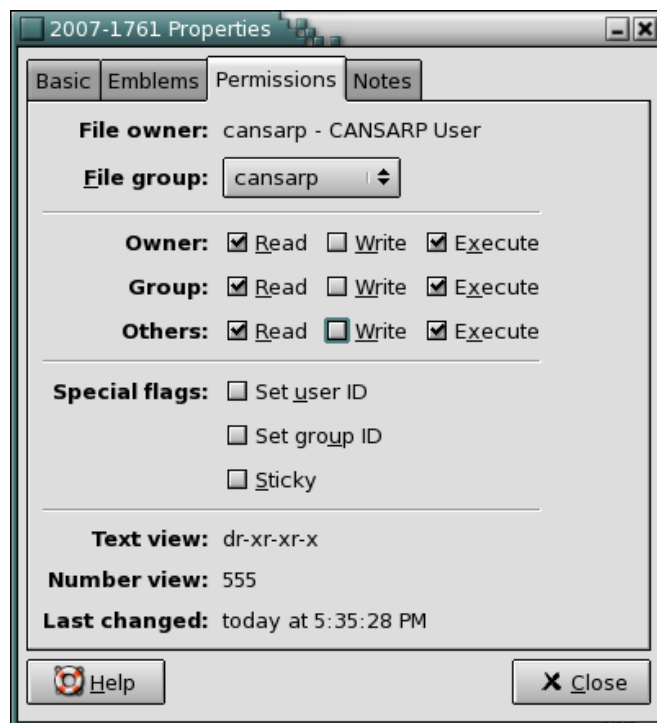 2007-1761 Properties
Basic Emblems Permissions Notes
File owner: cansarp - CANSARP User
File group: cansarp
Owner: Read Write Execute
Group: Read Write Execute
Others: Read Write Execute
Special flags: Set user ID
Set group ID
Sticky
Text view: dr-xr-xr-x
Number view: 555
Last changed: today at 5:35:28 PM
Help Close